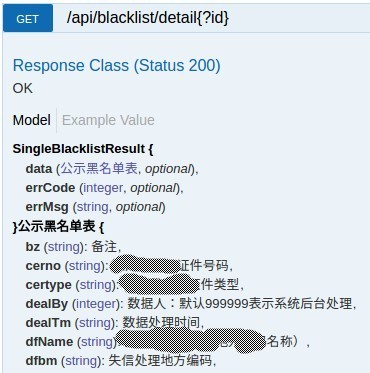 GET /api/blacklist/detail{?id}
Response Class (Status 200)
OK
Model Example Value
SingleBlacklistResult {
data (公示黑名单表, optional),
errCode (integer, optional),
errMsg (string, optional)
}公示黑名单表 {
bz (string): 备注,
cerno (string): 证件号码,
certype (string): 件类型,
dealBy (integer): 数据人：默认999999表示系统后台处理,
dealTm (string): 数据处理时间,
dfName (string) 名称）,
dfbm (string): 失信处理地方编码,